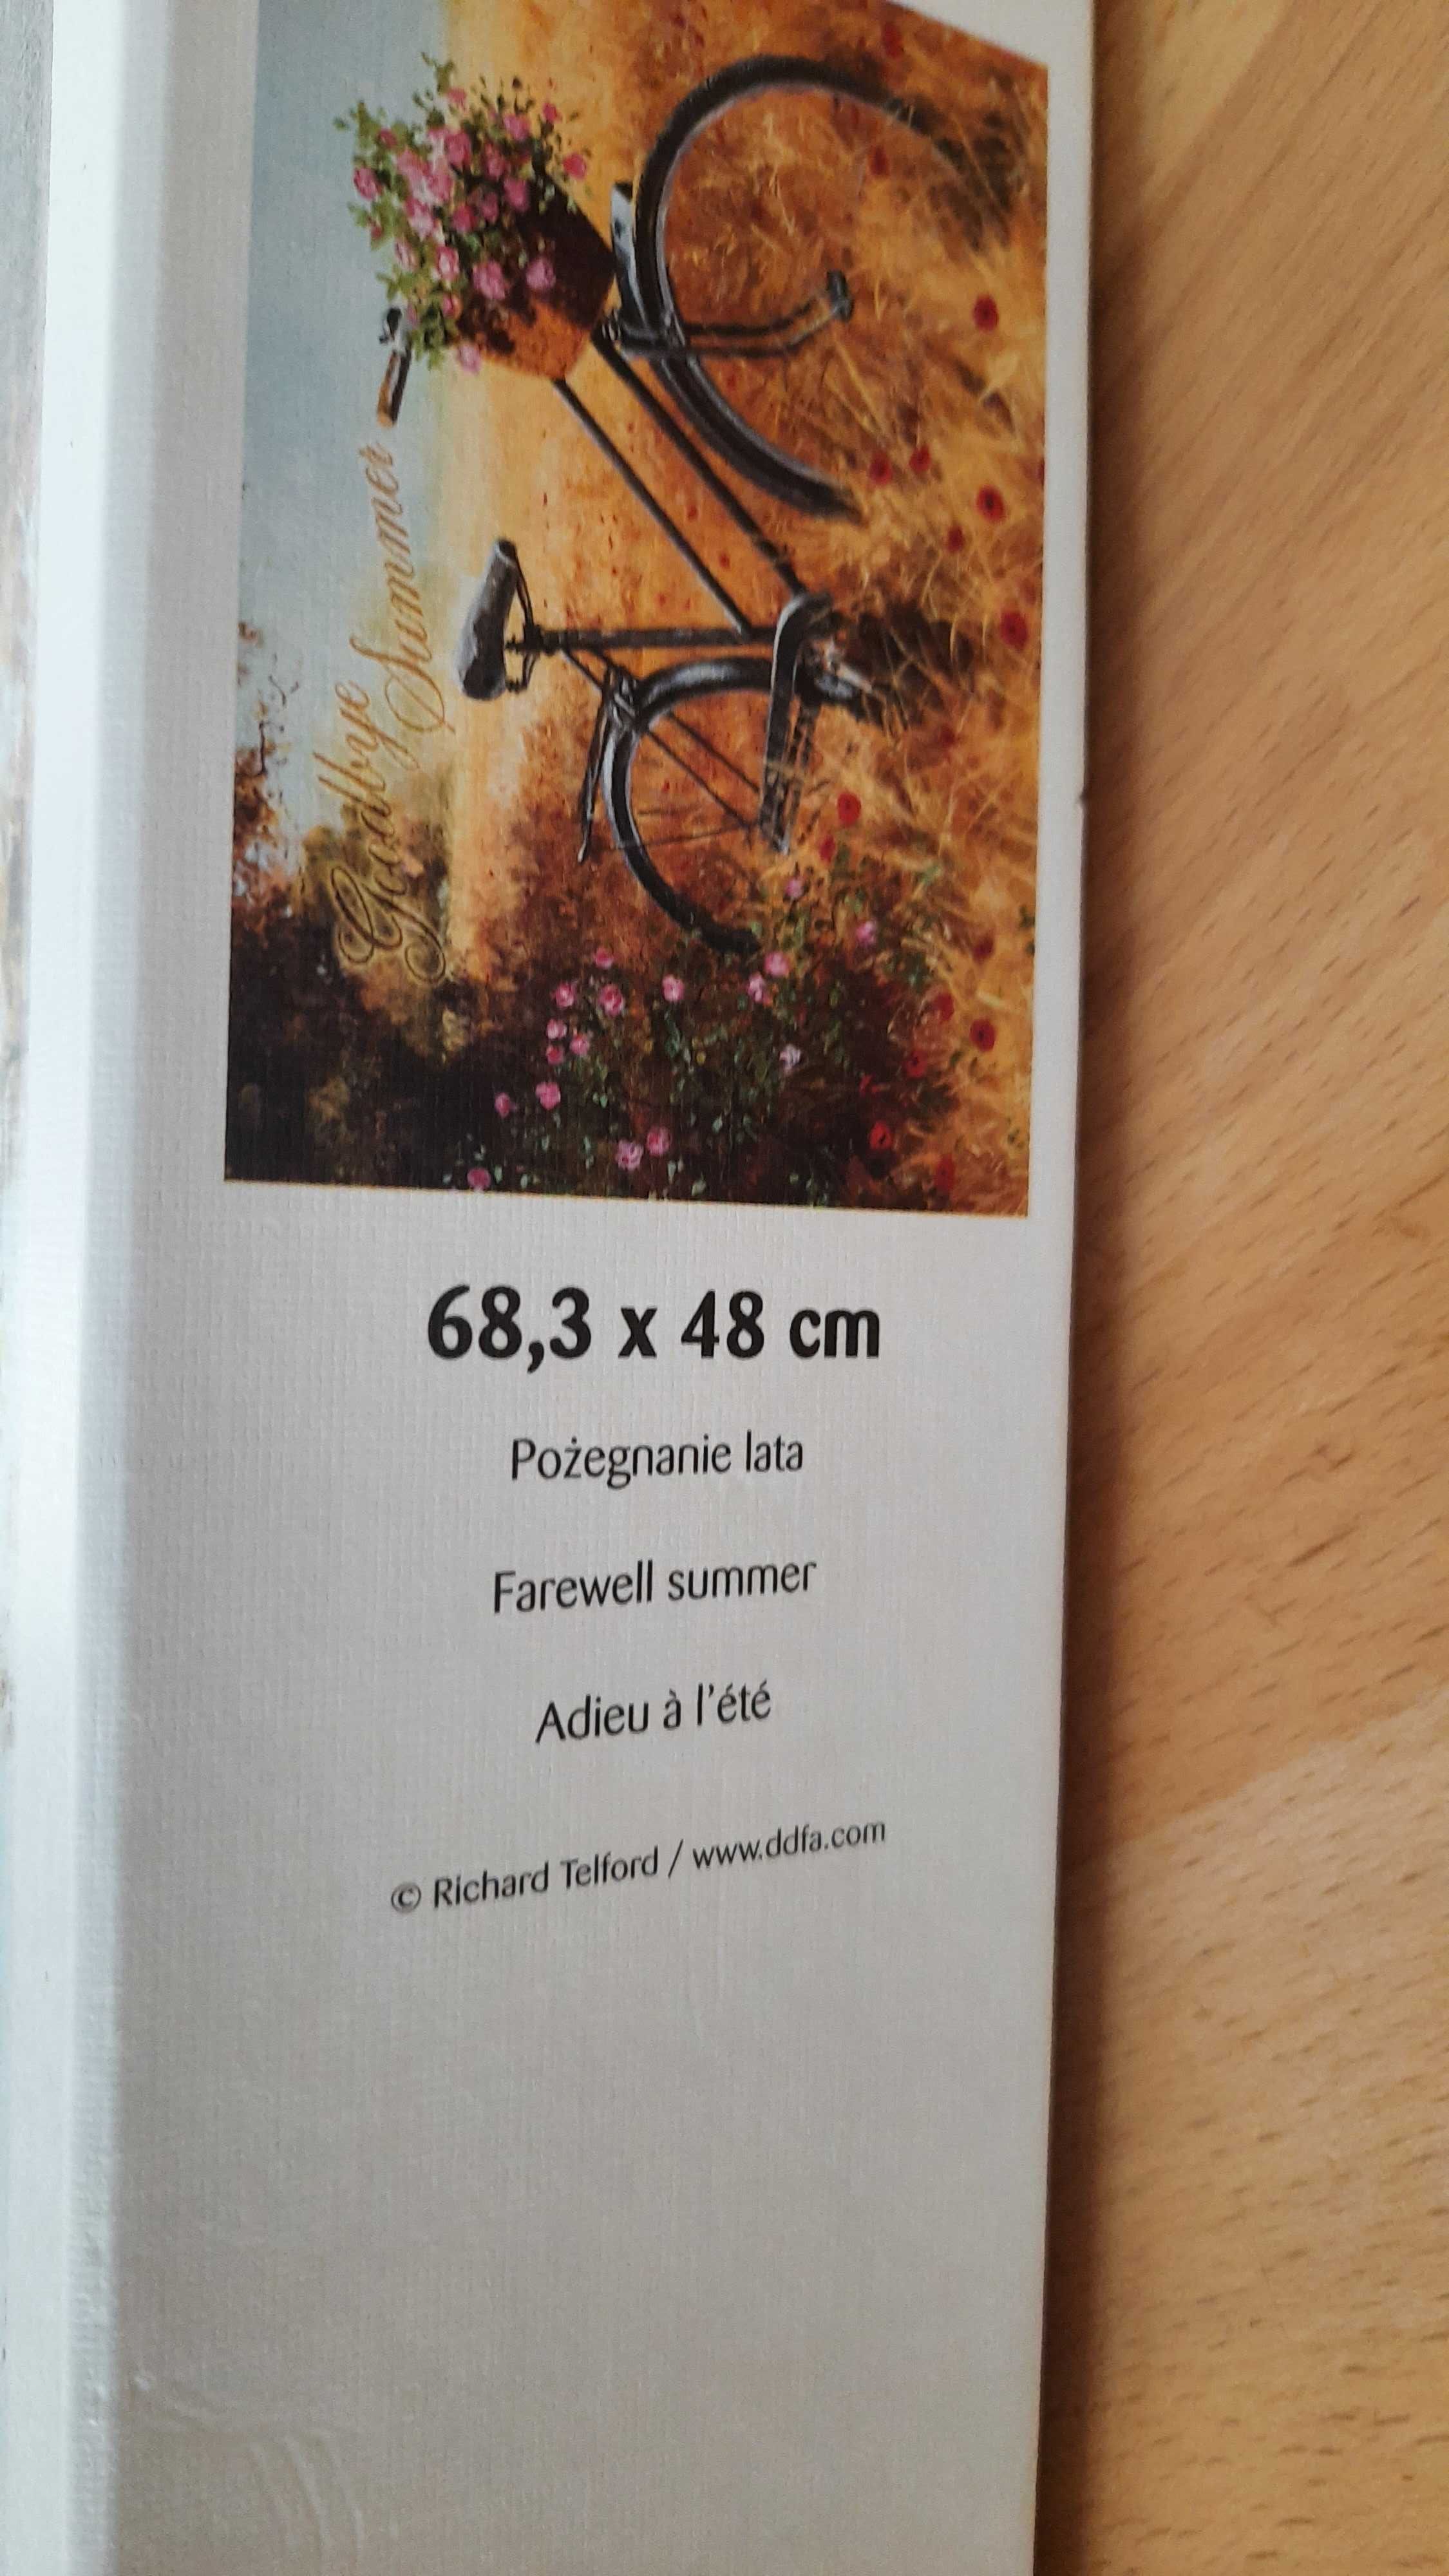 Goodbye
Summer
68,3 x 48 cm
Pożegnanie lata
Farewell summer
Adieu à l'été
© Richard Telford / www.ddfa.com